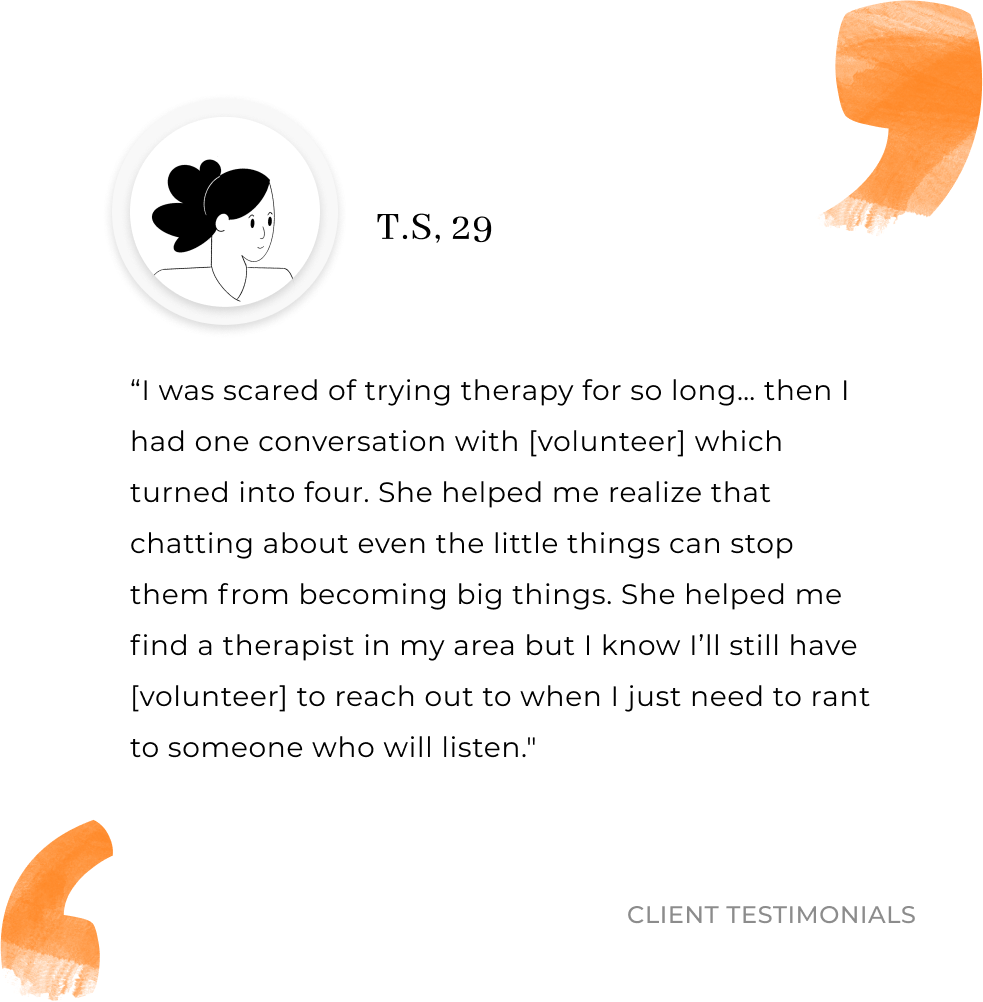 T.S, 29
“I was scared of trying therapy for so long... then I
had one conversation with [volunteer] which
turned into four. She helped me realize that
chatting about even the little things can stop
them from becoming big things. She helped me
find a therapist in my area but I know I’ll still have
[volunteer] to reach out to when I just need to rant
to someone who will listen."
CLIENT TESTIMONIALS